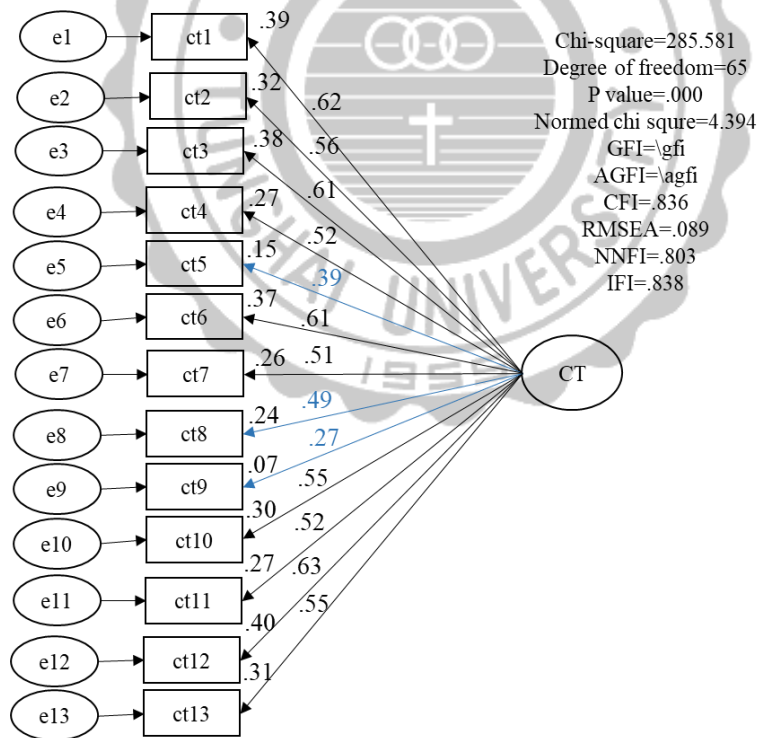 e1 ct1 .39
e2 ct2 .32 .62
e3 ct3 .38 .56
e4 ct4 .27 .61
e5 ct5 .15 .52
.39
e6 ct6 .37 .61
e7 ct7 .26 .51
e8 ct8 .24 .49
e9 ct9 .07 .27
e10 ct10 .30 .55
e11 ct11 .27 .52
e12 ct12 .40 .63
e13 ct13 .31 .55
CT
Chi-square=285.581
Degree of freedom=65
P value=.000
Normed chi squre=4.394
GFI=\gfi
AGFI=\agfi
CFI=.836
RMSEA=.089
NNFI=.803
IFI=.838
TUNGHAI UNIVERSITY
195